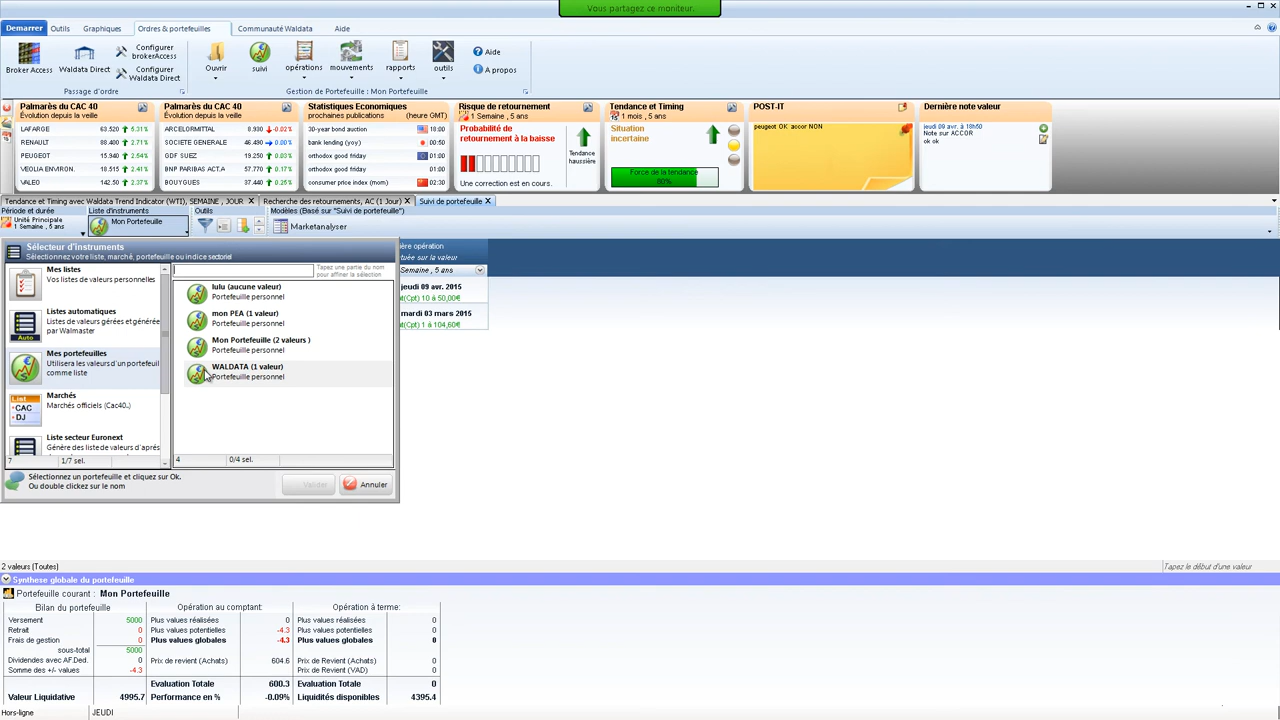 Vous partagez ce moniteur.
Demarrer Outils Graphiques Ordres & portefeuilles Communauté Waldata Aide
Broker Access
Waldata Direct
Configurer brokerAccess
Configurer Waldata Direct
Passage d'ordre
Ouvrir
suivi
opérations
mouvements
rapports
outils
Aide
A propos
Gestion de Portefeuille : Mon Portefeuille
Palmarès du CAC 40
Évolution depuis la veille
LAFARGE 63.520 5.31%
RENAULT 88.480 2.71%
PEUGEOT 15.940 2.54%
VEOLIA ENVIRON. 18.515 2.41%
VALEO 142.50 2.37%
Palmarès du CAC 40
Évolution depuis la veille
ARCELORMITTAL 8.930 -0.02%
SOCIETE GENERALE 46.490 0.00%
GDF SUEZ 19.250 0.03%
BNP PARIBAS ACT.A 57.770 0.17%
BOUYGUES 37.440 0.25%
Statistiques Economiques
prochaines publications (heure GMT)
30-year bond auction 18:00
bank lending (yoy) 00:50
orthodox good friday 01:00
orthodox good friday 01:00
consumer price index (mom) 02:30
Risque de retournement
1 Semaine , 5 ans
Probabilité de retournement à la baisse
Tendance haussière
Une correction est en cours.
Tendance et Timing
1 mois , 5 ans
Situation incertaine
Force de la tendance
80%
POST-IT
peugeot OK accor NON
Dernière note valeur
jeudi 09 avr. à 18h50
Note sur ACCOR
ok ok
Tendance et Timing avec Waldata Trend Indicator (WTI), SEMAINE , JOUR X Recherche des retournements, AC (1 Jour) X Suivi de portefeuille X
Période et durée
Unité Principale
1 Semaine , 5 ans
Liste d'instruments
Mon Portefeuille
Outils
Modèles (Basé sur "Suivi de portefeuille")
Marketanalyser
Sélecteur d'instruments
Sélectionnez votre liste, marché, portefeuille ou indice sectoriel
Mes listes
Vos listes de valeurs personnelles
Listes automatiques
Listes de valeurs gérées et générée
par Walmaster
Auto
Mes portefeuilles
Utilisera les valeurs d'un portefeuil
comme liste
Marchés
Marchés officiels (Cac40..)
List
CAC
DJ
Liste secteur Euronext
Génère des liste de valeurs d'aprés
7 1/7 sel.
Tapez une partie du nom
pour affiner la sélection
lulu (aucune valeur)
Portefeuille personnel
mon PEA (1 valeur)
Portefeuille personnel
Mon Portefeuille (2 valeurs )
Portefeuille personnel
WALDATA (1 valeur)
Portefeuille personnel
4 0/4 sel.
Sélectionnez un portefeuille et cliquez sur Ok.
Ou double clickez sur le nom
Valider
Annuler
ière opération
tuée sur la valeur
Semaine , 5 ans
jeudi 09 avr. 2015
t(Cpt) 10 à 50,00€
mardi 03 mars 2015
t(Cpt) 1 à 104,60€
2 valeurs (Toutes)
Tapez le début d'une valeur
Synthese globale du portefeuille
Portefeuille courant : Mon Portefeuille
Bilan du portefeuille
Versement 5000
Retrait 0
Frais de gestion 0
sous-total 5000
Dividendes avec AF.Ded. 0
Somme des +/- values -4.3
Valeur Liquidative 4995.7
Opération au comptant:
Plus values réalisées 0
Plus values potentielles -4.3
Plus values globales -4.3
Prix de revient (Achats) 604.6
Evaluation Totale 600.3
Performance en % -0.09%
Opération à terme:
Plus values réalisées 0
Plus values potentielles 0
Plus values globales 0
Prix de Revient (Achats) 0
Prix de Revient (VAD) 0
Evaluation Totale 0
Liquidités disponibles 4395.4
Hors-ligne JEUDI